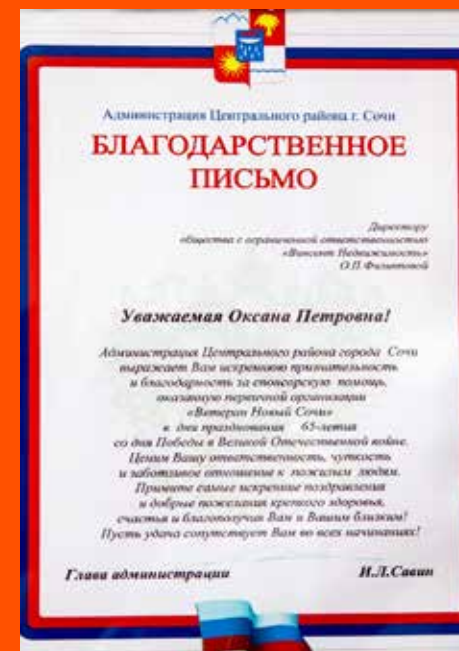 Администрация Центрального района г. Сочи
БЛАГОДАРСТВЕННОЕ
ПИСЬМО
Директору
общества с ограниченной ответственностью
«Винсент Недвижимость»
О.П.Филипповой
Уважаемая Оксана Петровна!
Администрация Центрального района города Сочи
выражает Вам искреннюю признательность
и благодарность за спонсорскую помощь,
оказанную первичной организации
«Ветеран Новый Сочи»
в дни празднования 65-летия
со дня Победы в Великой Отечественной войне.
Ценим Вашу ответственность, чуткость
и заботливое отношение к пожилым людям.
Примите самые искренние поздравления
и добрые пожелания крепкого здоровья,
счастья и благополучия Вам и Вашим близким!
Пусть удача сопутствует Вам во всех начинаниях!
Глава администрации И.Л.Савин